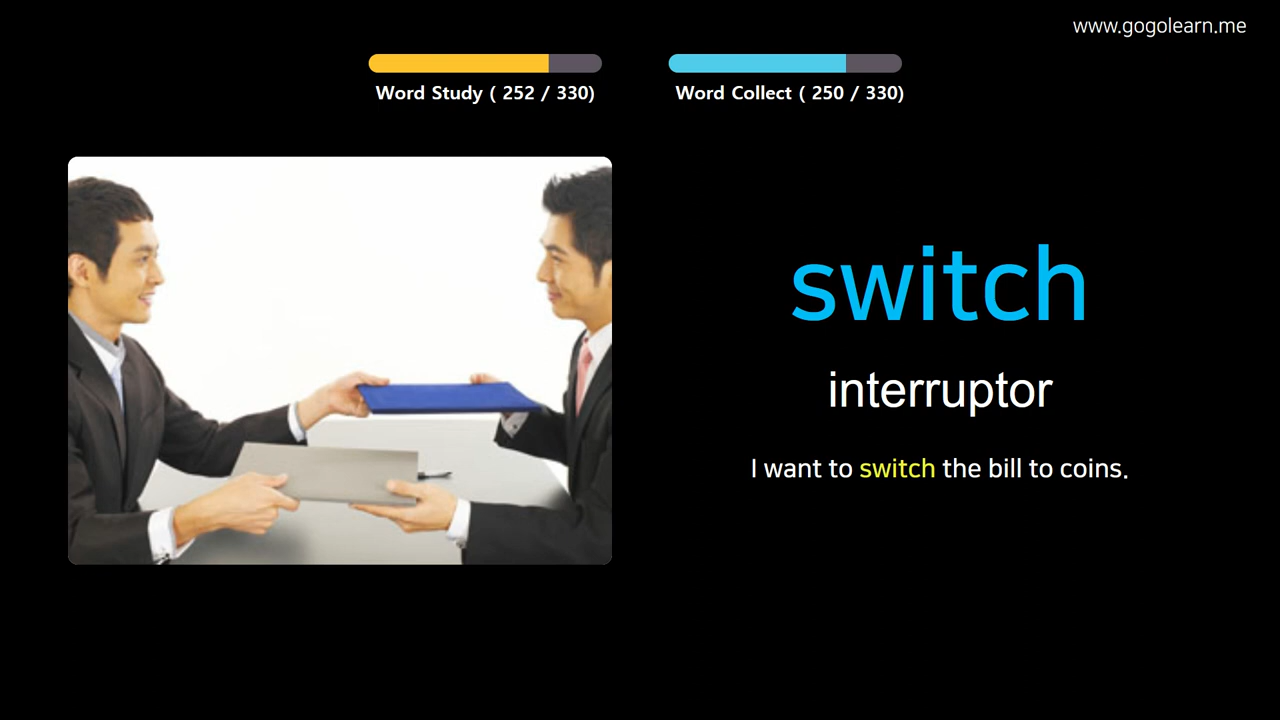 www.gogolearn.me
Word Study ( 252 / 330)
Word Collect ( 250 / 330)
switch
interruptor
I want to switch the bill to coins.